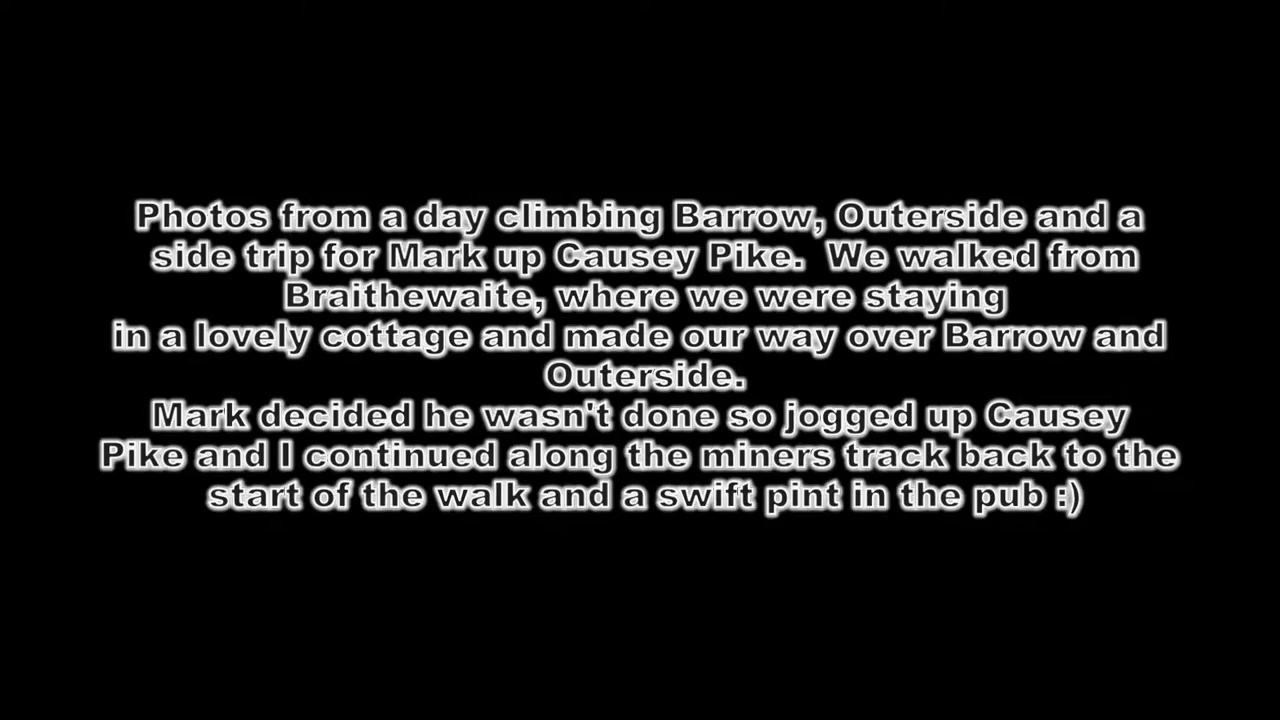 Photos from a day climbing Barrow, Outerside and a
side trip for Mark up Causey Pike.  We walked from
Braithewaite, where we were staying
in a lovely cottage and made our way over Barrow and
Outerside.
Mark decided he wasn't done so jogged up Causey
Pike and I continued along the miners track back to the
start of the walk and a swift pint in the pub :)